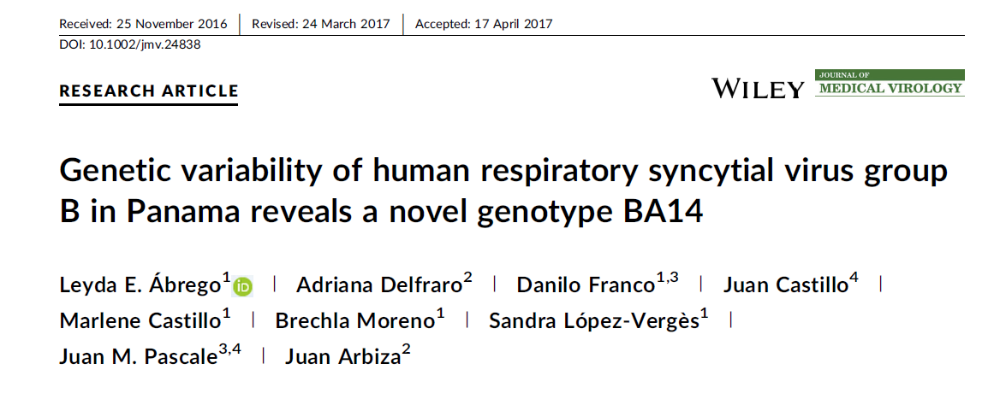 Received: 25 November 2016 | Revised: 24 March 2017 | Accepted: 17 April 2017
DOI: 10.1002/jmv.24838
RESEARCH ARTICLE
WILEY
JOURNAL OF
MEDICAL VIROLOGY
Genetic variability of human respiratory syncytial virus group
B in Panama reveals a novel genotype BA14
Leyda E. Ábrego1 iD | Adriana Delfraro2 | Danilo Franco1,3 | Juan Castillo4 |
Marlene Castillo1 | Brechla Moreno1 | Sandra López-Vergès1 |
Juan M. Pascale3,4 | Juan Arbiza2